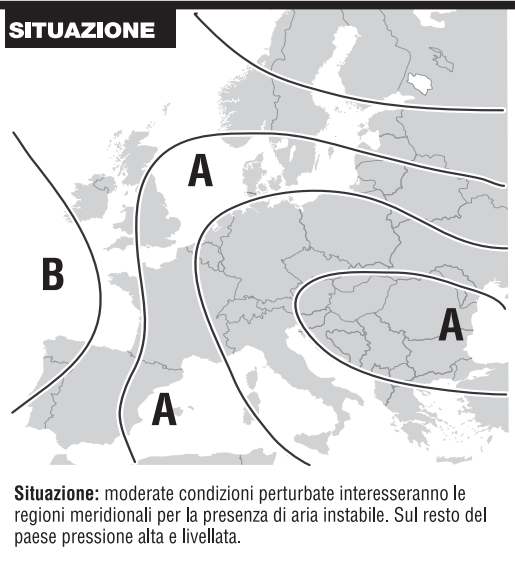 SITUAZIONE
A
B
A
A
Situazione: moderate condizioni perturbate interesseranno le
regioni meridionali per la presenza di aria instabile. Sul resto del
paese pressione alta e livellata.